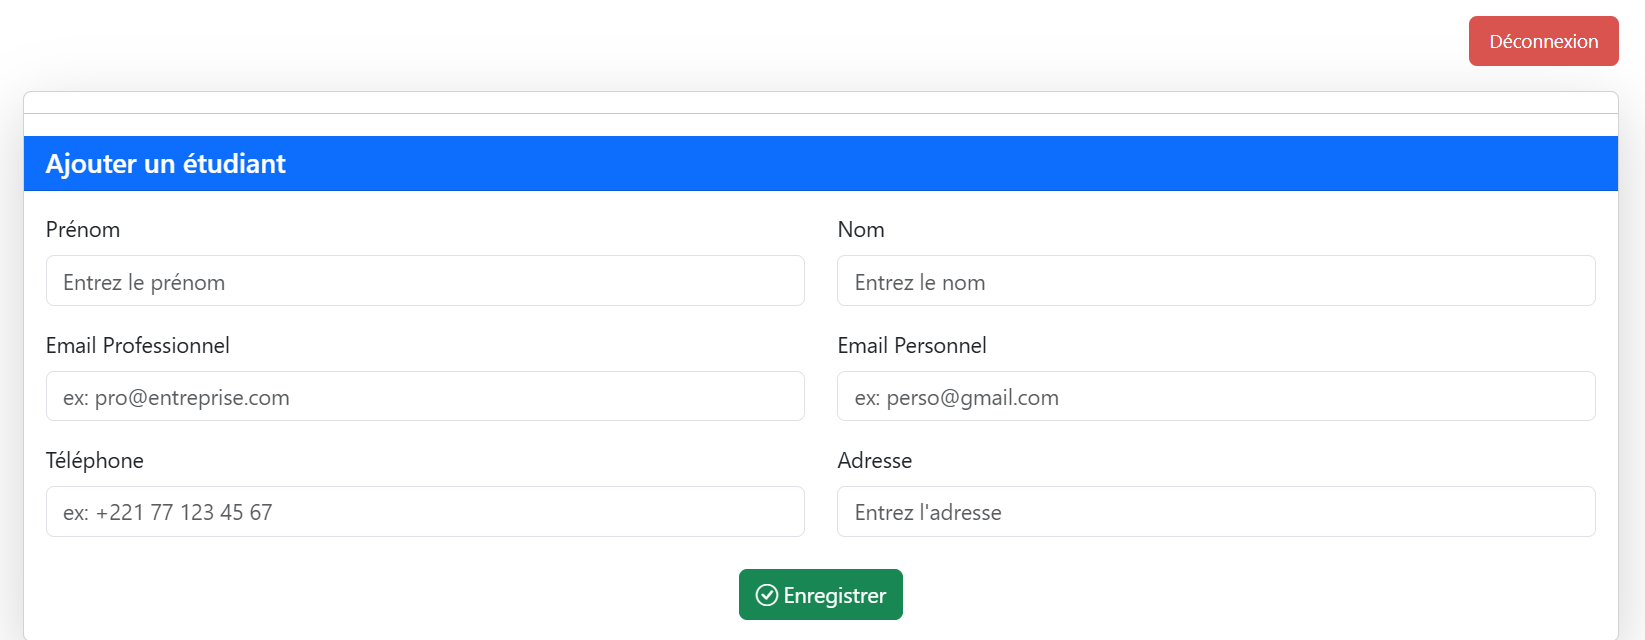 Déconnexion
Ajouter un étudiant
Prénom
Nom
Entrez le prénom
Entrez le nom
Email Professionnel
Email Personnel
ex: pro@entreprise.com
ex: perso@gmail.com
Téléphone
Adresse
ex: +221 77 123 45 67
Entrez l'adresse
Enregistrer